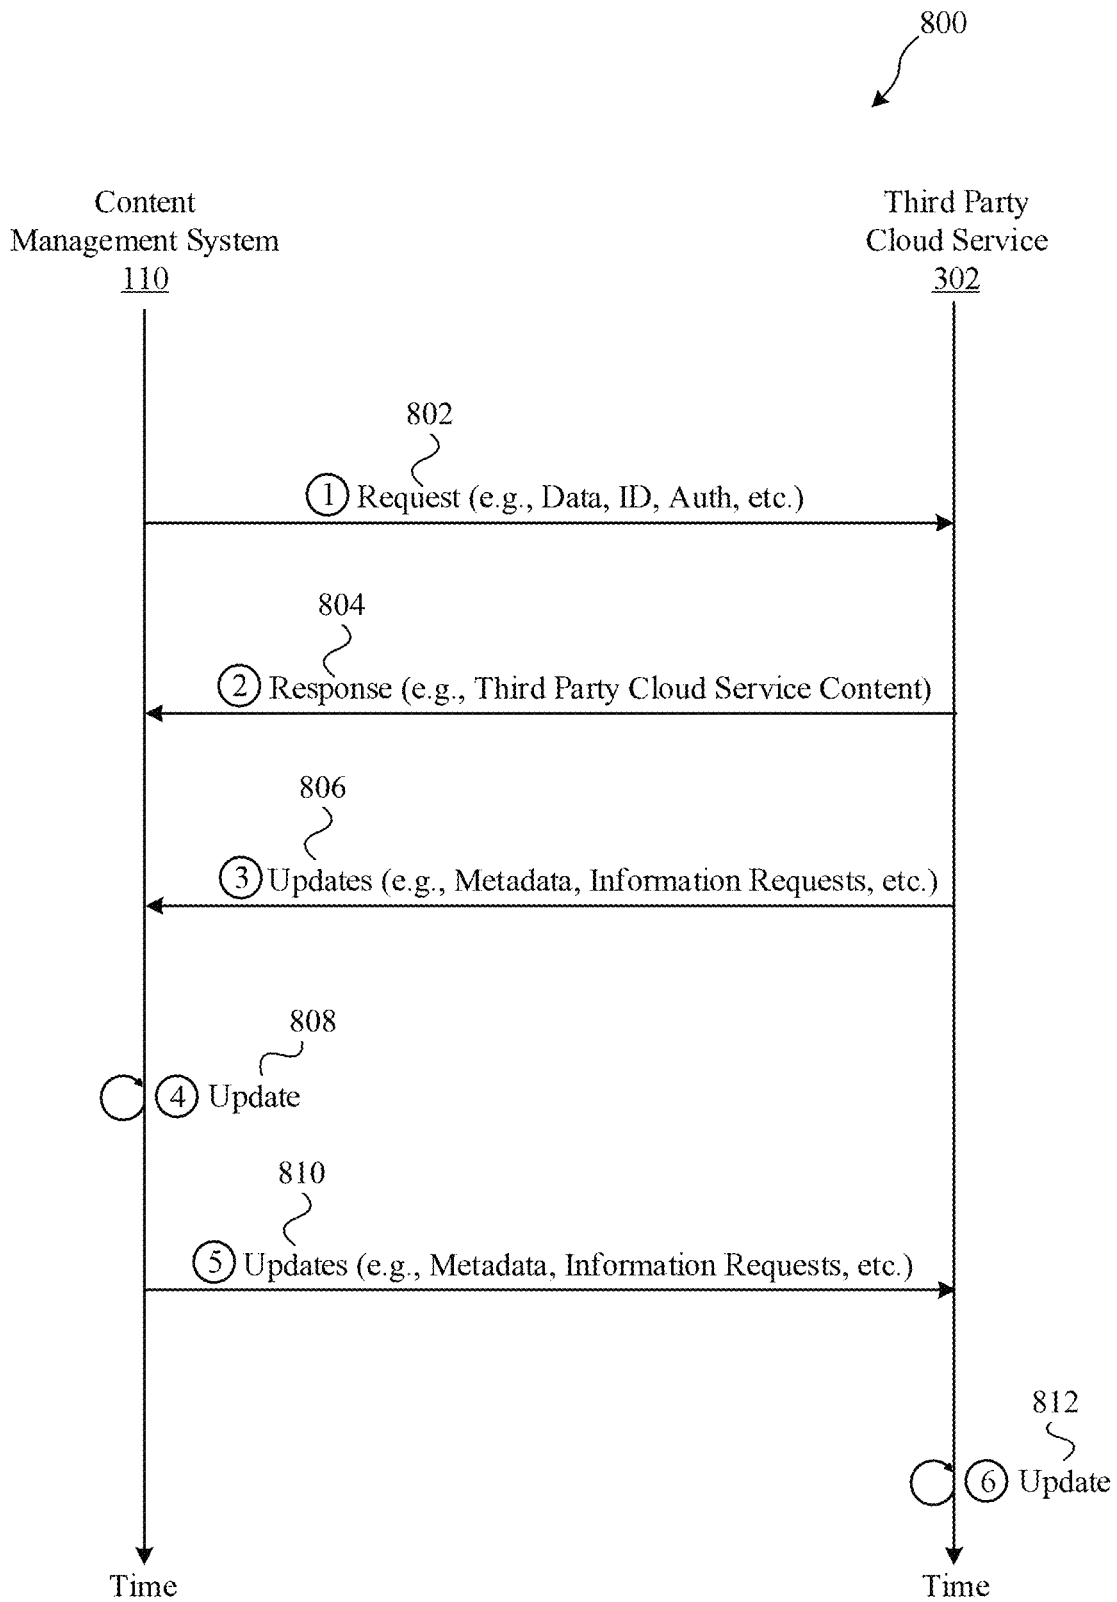 800
Content
Management System
110
Third Party
Cloud Service
302
802
① Request (e.g., Data, ID, Auth, etc.)
804
② Response (e.g., Third Party Cloud Service Content)
806
③ Updates (e.g., Metadata, Information Requests, etc.)
808
④ Update
810
⑤ Updates (e.g., Metadata, Information Requests, etc.)
812
⑥ Update
Time
Time